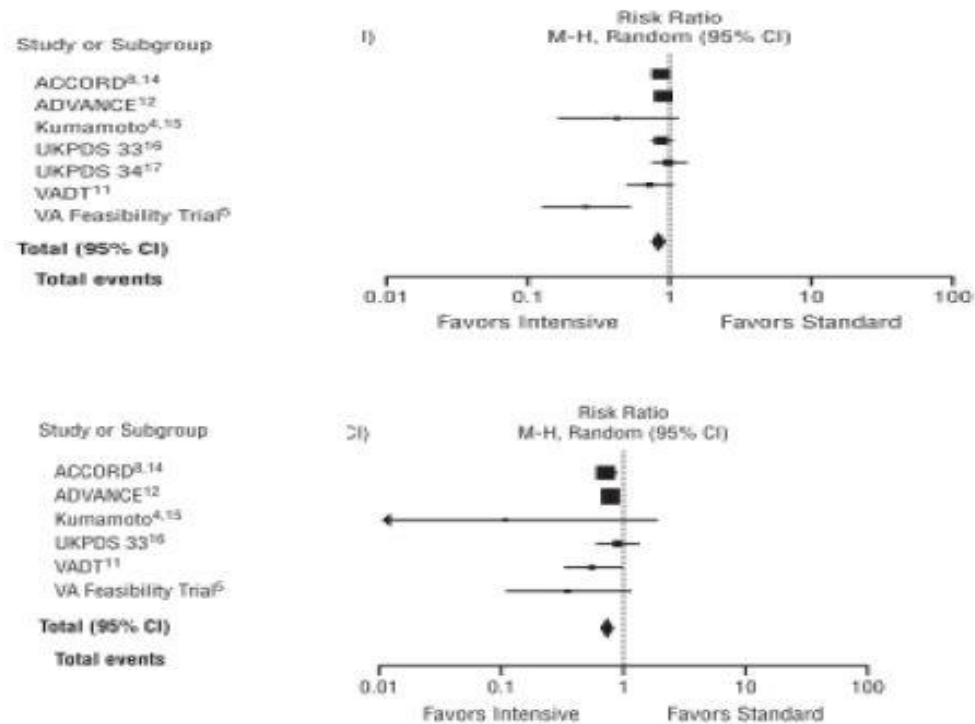 Risk Ratio
Study or Subgroup I) M-H, Random (95% CI)
ACCORD8,14
ADVANCE12
Kumamoto4,15
UKPDS 3316
UKPDS 3417
VADT11
VA Feasibility Trial5
Total (95% CI)
Total events
0.01 0.1 1 10 100
Favors Intensive Favors Standard
Risk Ratio
Study or Subgroup CI) M-H, Random (95% CI)
ACCORD8,14
ADVANCE12
Kumamoto4,15
UKPDS 3316
VADT11
VA Feasibility Trial5
Total (95% CI)
Total events
0.01 0.1 1 10 100
Favors Intensive Favors Standard